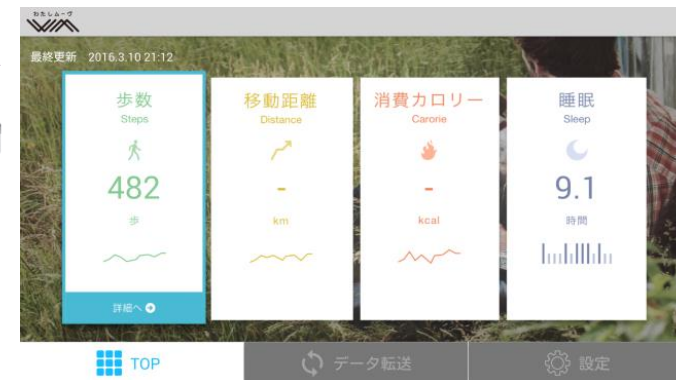 わたしムーヴ
WM
最終更新 2016.3.10 21:12
歩数
Steps
482
歩
詳細へ
移動距離
Distance
-
km
消費カロリー
Carorie
-
kcal
睡眠
Sleep
9.1
時間
TOP
データ転送
設定